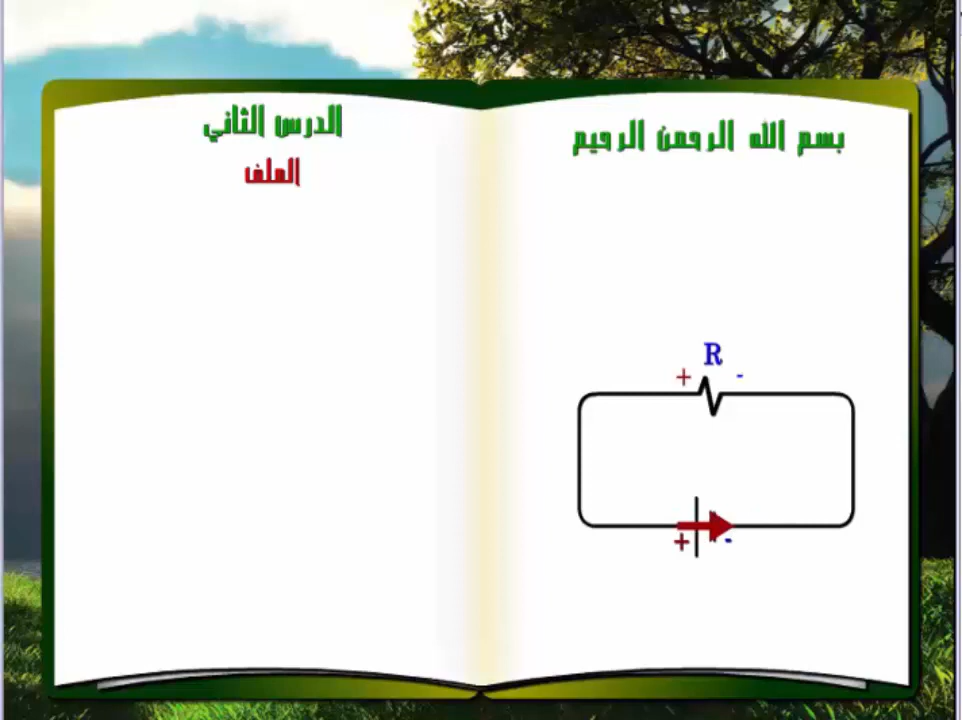 بسم الله الرحمن الرحيم
الدرس الثاني
الملف
R
+ -
+ -